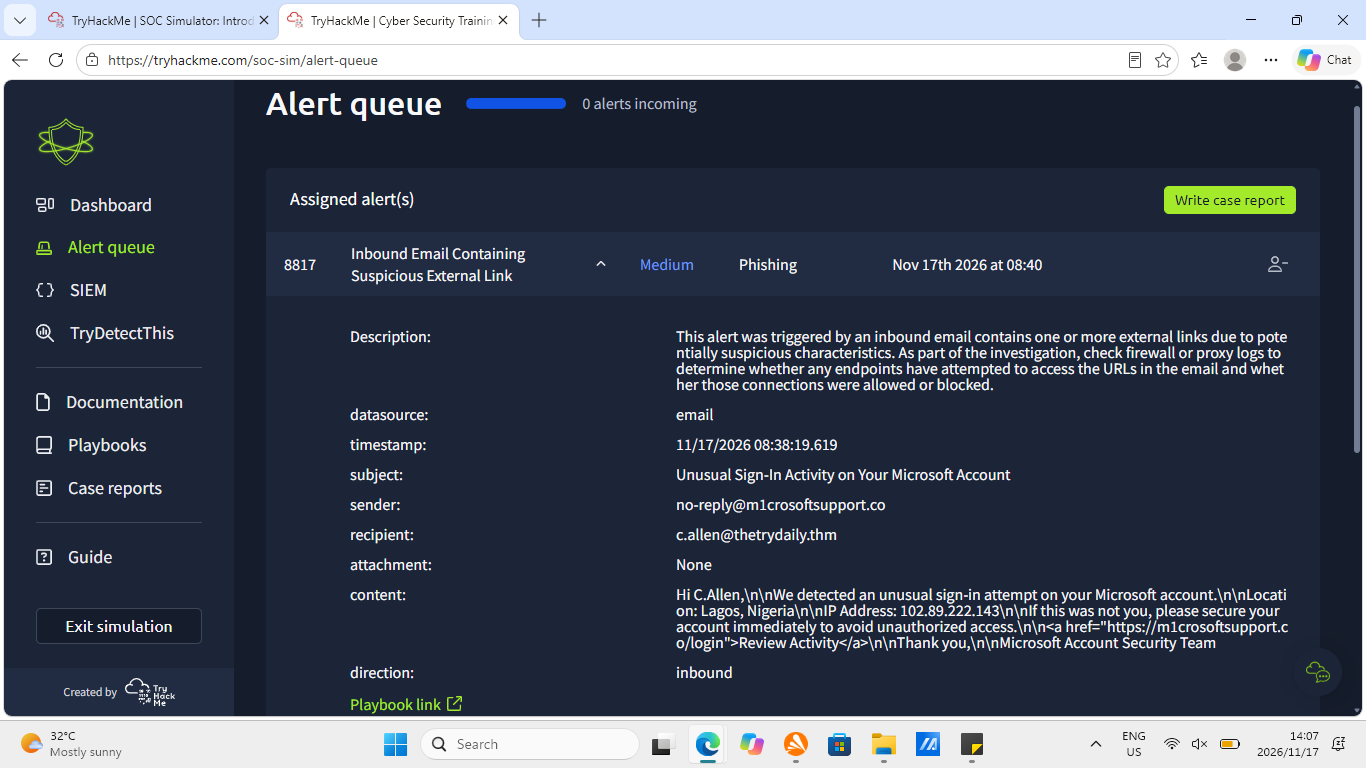 TryHackMe | SOC Simulator: Introd
TryHackMe | Cyber Security Trainin
https://tryhackme.com/soc-sim/alert-queue
Chat
Alert queue
0 alerts incoming
Dashboard
Alert queue
SIEM
TryDetectThis
Documentation
Playbooks
Case reports
Guide
Exit simulation
Created by
Try
Hack
Me
Assigned alert(s)
Write case report
8817
Inbound Email Containing
Suspicious External Link
Medium
Phishing
Nov 17th 2026 at 08:40
Description:
This alert was triggered by an inbound email contains one or more external links due to pote
ntially suspicious characteristics. As part of the investigation, check firewall or proxy logs to
determine whether any endpoints have attempted to access the URLs in the email and whet
her those connections were allowed or blocked.
datasource:
email
timestamp:
11/17/2026 08:38:19.619
subject:
Unusual Sign-In Activity on Your Microsoft Account
sender:
no-reply@m1crosoftsupport.co
recipient:
c.allen@thetrydaily.thm
attachment:
None
content:
Hi C.Allen,\n\nWe detected an unusual sign-in attempt on your Microsoft account.\n\nLocati
on: Lagos, Nigeria\n\nIP Address: 102.89.222.143\n\nIf this was not you, please secure your
account immediately to avoid unauthorized access.\n\n<a href="https://m1crosoftsupport.c
o/login">Review Activity</a>\n\nThank you,\n\nMicrosoft Account Security Team
direction:
inbound
Playbook link
32°C
Mostly sunny
Search
ENG
US
14:07
2026/11/17